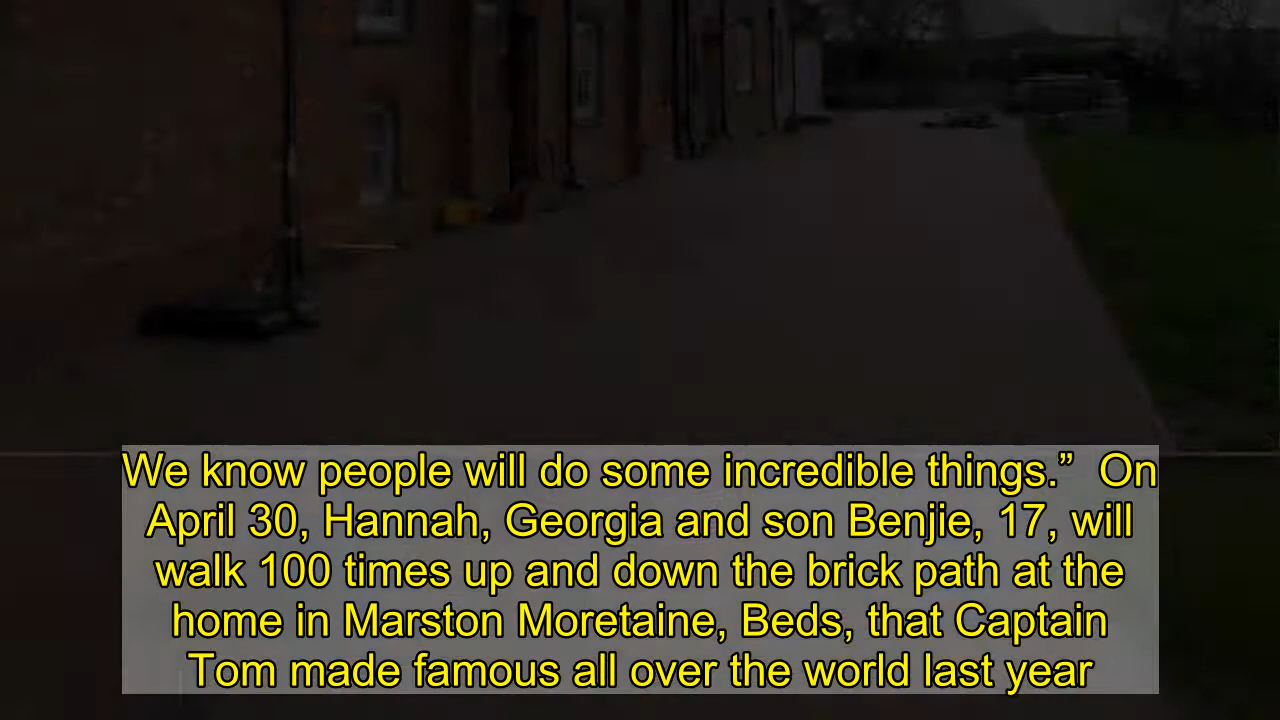 We know people will do some incredible things.”  On
April 30, Hannah, Georgia and son Benjie, 17, will
walk 100 times up and down the brick path at the
home in Marston Moretaine, Beds, that Captain
Tom made famous all over the world last year